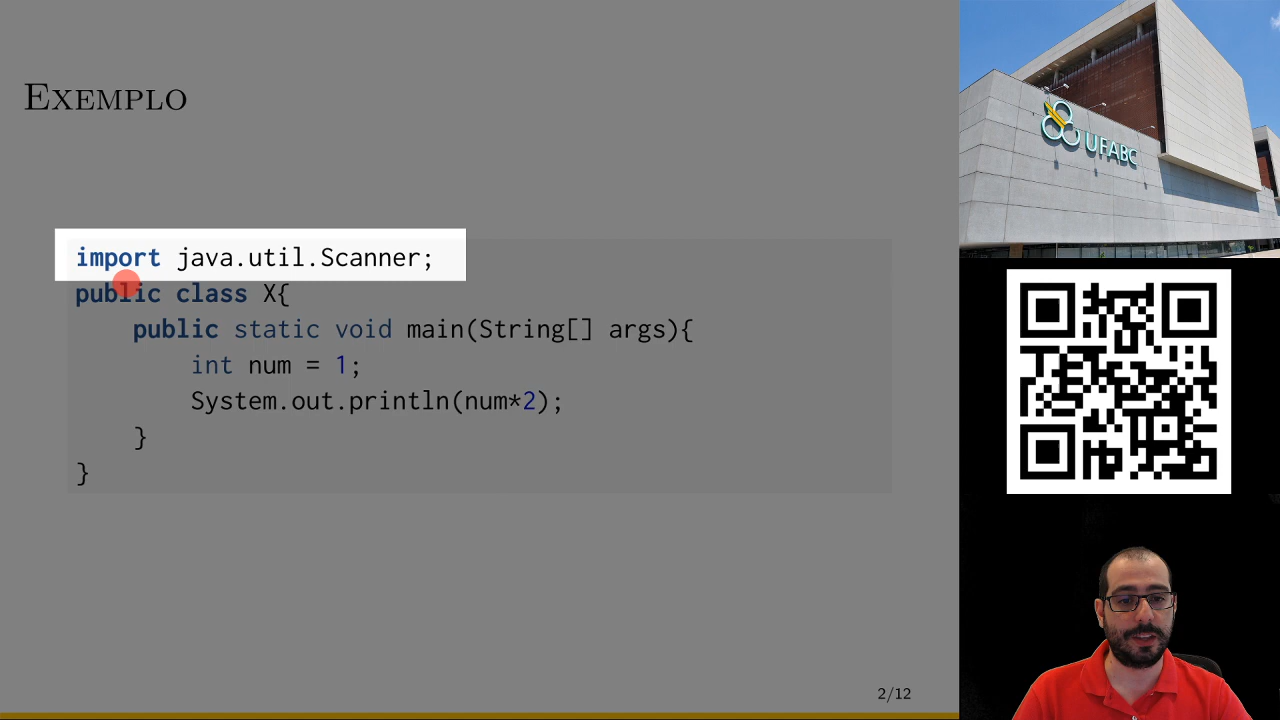 EXEMPLO
import java.util.Scanner;
public class X{
public static void main(String[] args){
int num = 1;
System.out.println(num*2);
}
}
2/12
UFABC